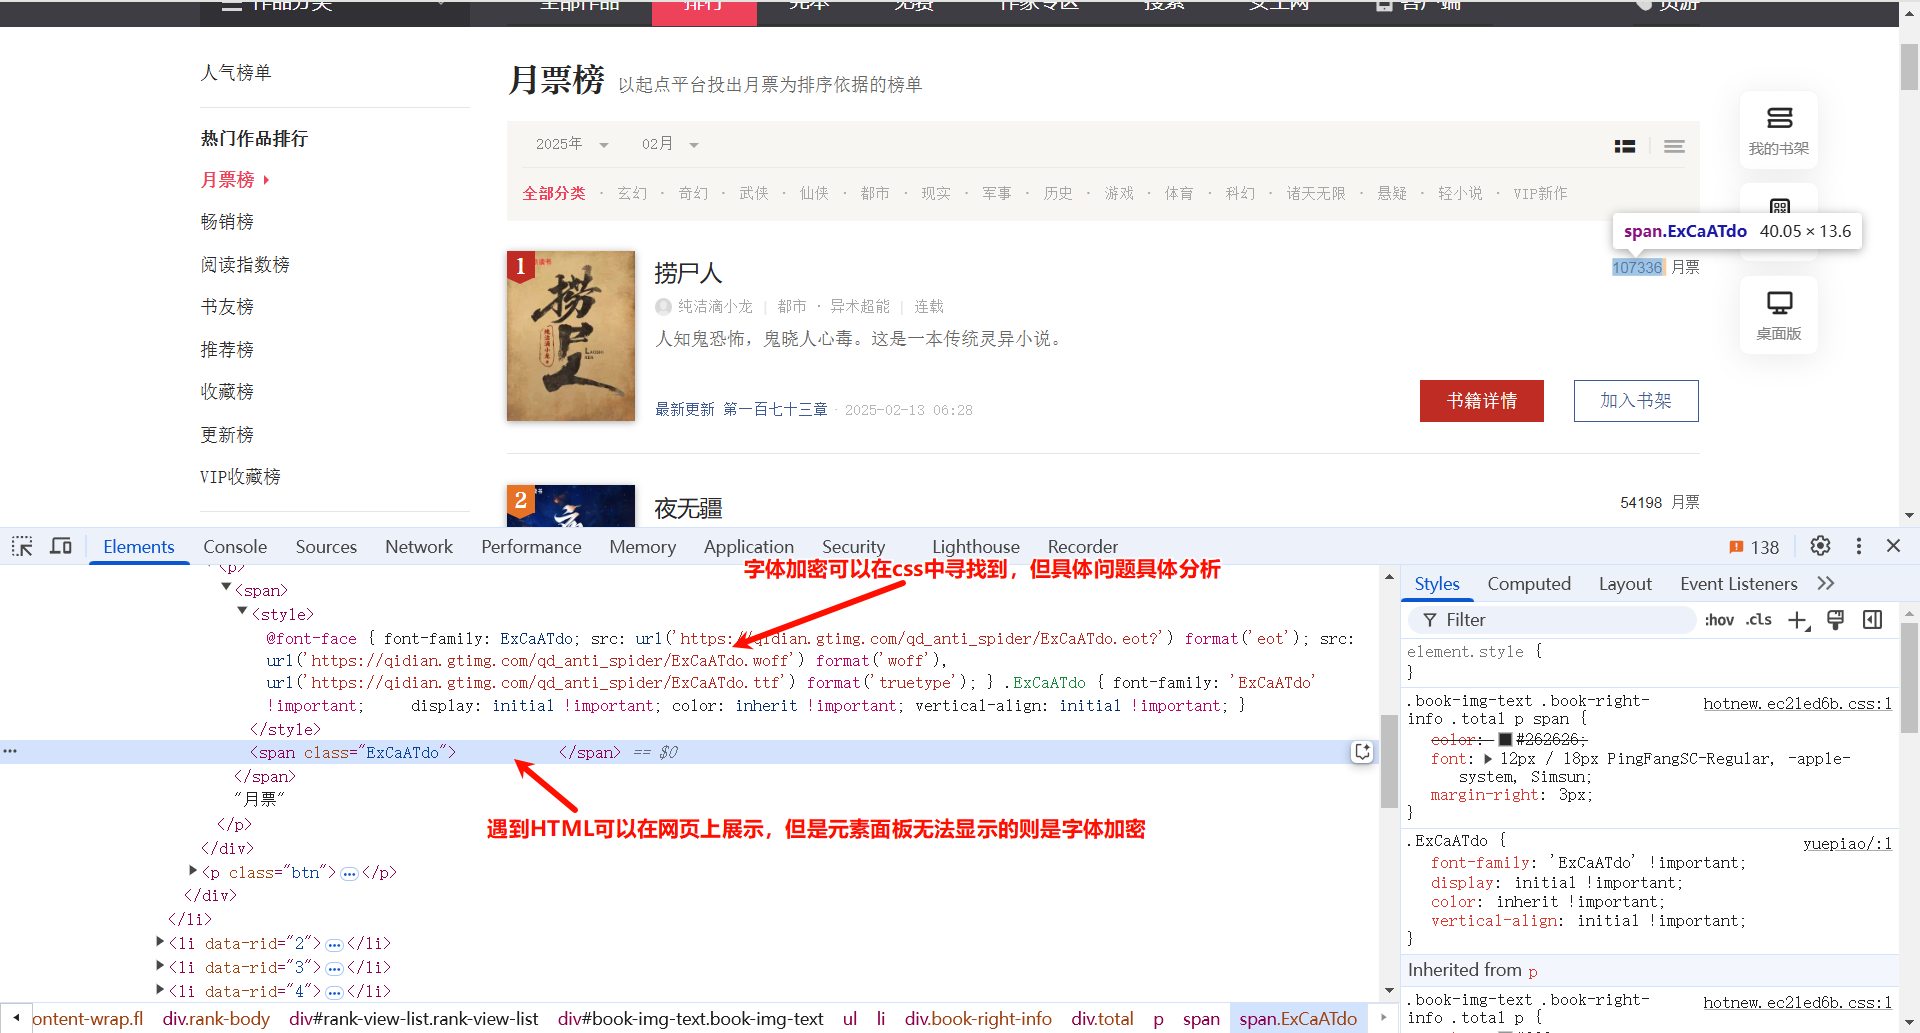 作品分类
全部作品 排行 完本 免费 作家专区 搜索 女生网 客户端 页游
人气榜单
热门作品排行
月票榜
畅销榜
阅读指数榜
书友榜
推荐榜
收藏榜
更新榜
VIP收藏榜
月票榜 以起点平台投出月票为排序依据的榜单
2025年 02月
全部分类 · 玄幻 · 奇幻 · 武侠 · 仙侠 · 都市 · 现实 · 军事 · 历史 · 游戏 · 体育 · 科幻 · 诸天无限 · 悬疑 · 轻小说 · VIP新作
我的书架
桌面版
span.ExCaATdo 40.05 × 13.6
107336 月票
1
捞尸人
捞尸人
纯洁滴小龙
纯洁滴小龙 | 都市 · 异术超能 | 连载
人知鬼恐怖，鬼晓人心毒。这是一本传统灵异小说。
最新更新 第一百七十三章 · 2025-02-13 06:28
书籍详情
加入书架
2
夜无疆
54198 月票
Elements Console Sources Network Performance Memory Application Security Lighthouse Recorder
138
字体加密可以在css中寻找到，但具体问题具体分析
<p>
<span>
<style>
@font-face { font-family: ExCaATdo; src: url('https://qidian.gtimg.com/qd_anti_spider/ExCaATdo.eot?') format('eot'); src:
url('https://qidian.gtimg.com/qd_anti_spider/ExCaATdo.woff') format('woff'),
url('https://qidian.gtimg.com/qd_anti_spider/ExCaATdo.ttf') format('truetype'); } .ExCaATdo { font-family: 'ExCaATdo'
!important; display: initial !important; color: inherit !important; vertical-align: initial !important; }
</style>
<span class="ExCaATdo"> </span> == $0
</span>
"月票"
</p>
</div>
<p class="btn">…</p>
</div>
</li>
<li data-rid="2">…</li>
<li data-rid="3">…</li>
<li data-rid="4">…</li>
遇到HTML可以在网页上展示，但是元素面板无法显示的则是字体加密
ontent-wrap.fl div.rank-body div#rank-view-list.rank-view-list div#book-img-text.book-img-text ul li div.book-right-info div.total p span span.ExCaATdo
Styles Computed Layout Event Listeners
Filter :hov .cls
element.style {
}
.book-img-text .book-right-info .total p span { hotnew.ec21ed6b.css:1
color: #262626;
font: 12px / 18px PingFangSC-Regular, -apple-system, Simsun;
margin-right: 3px;
}
.ExCaATdo { yuepiao/:1
font-family: 'ExCaATdo' !important;
display: initial !important;
color: inherit !important;
vertical-align: initial !important;
}
Inherited from p
.book-img-text .book-right-info .total p { hotnew.ec21ed6b.css:1